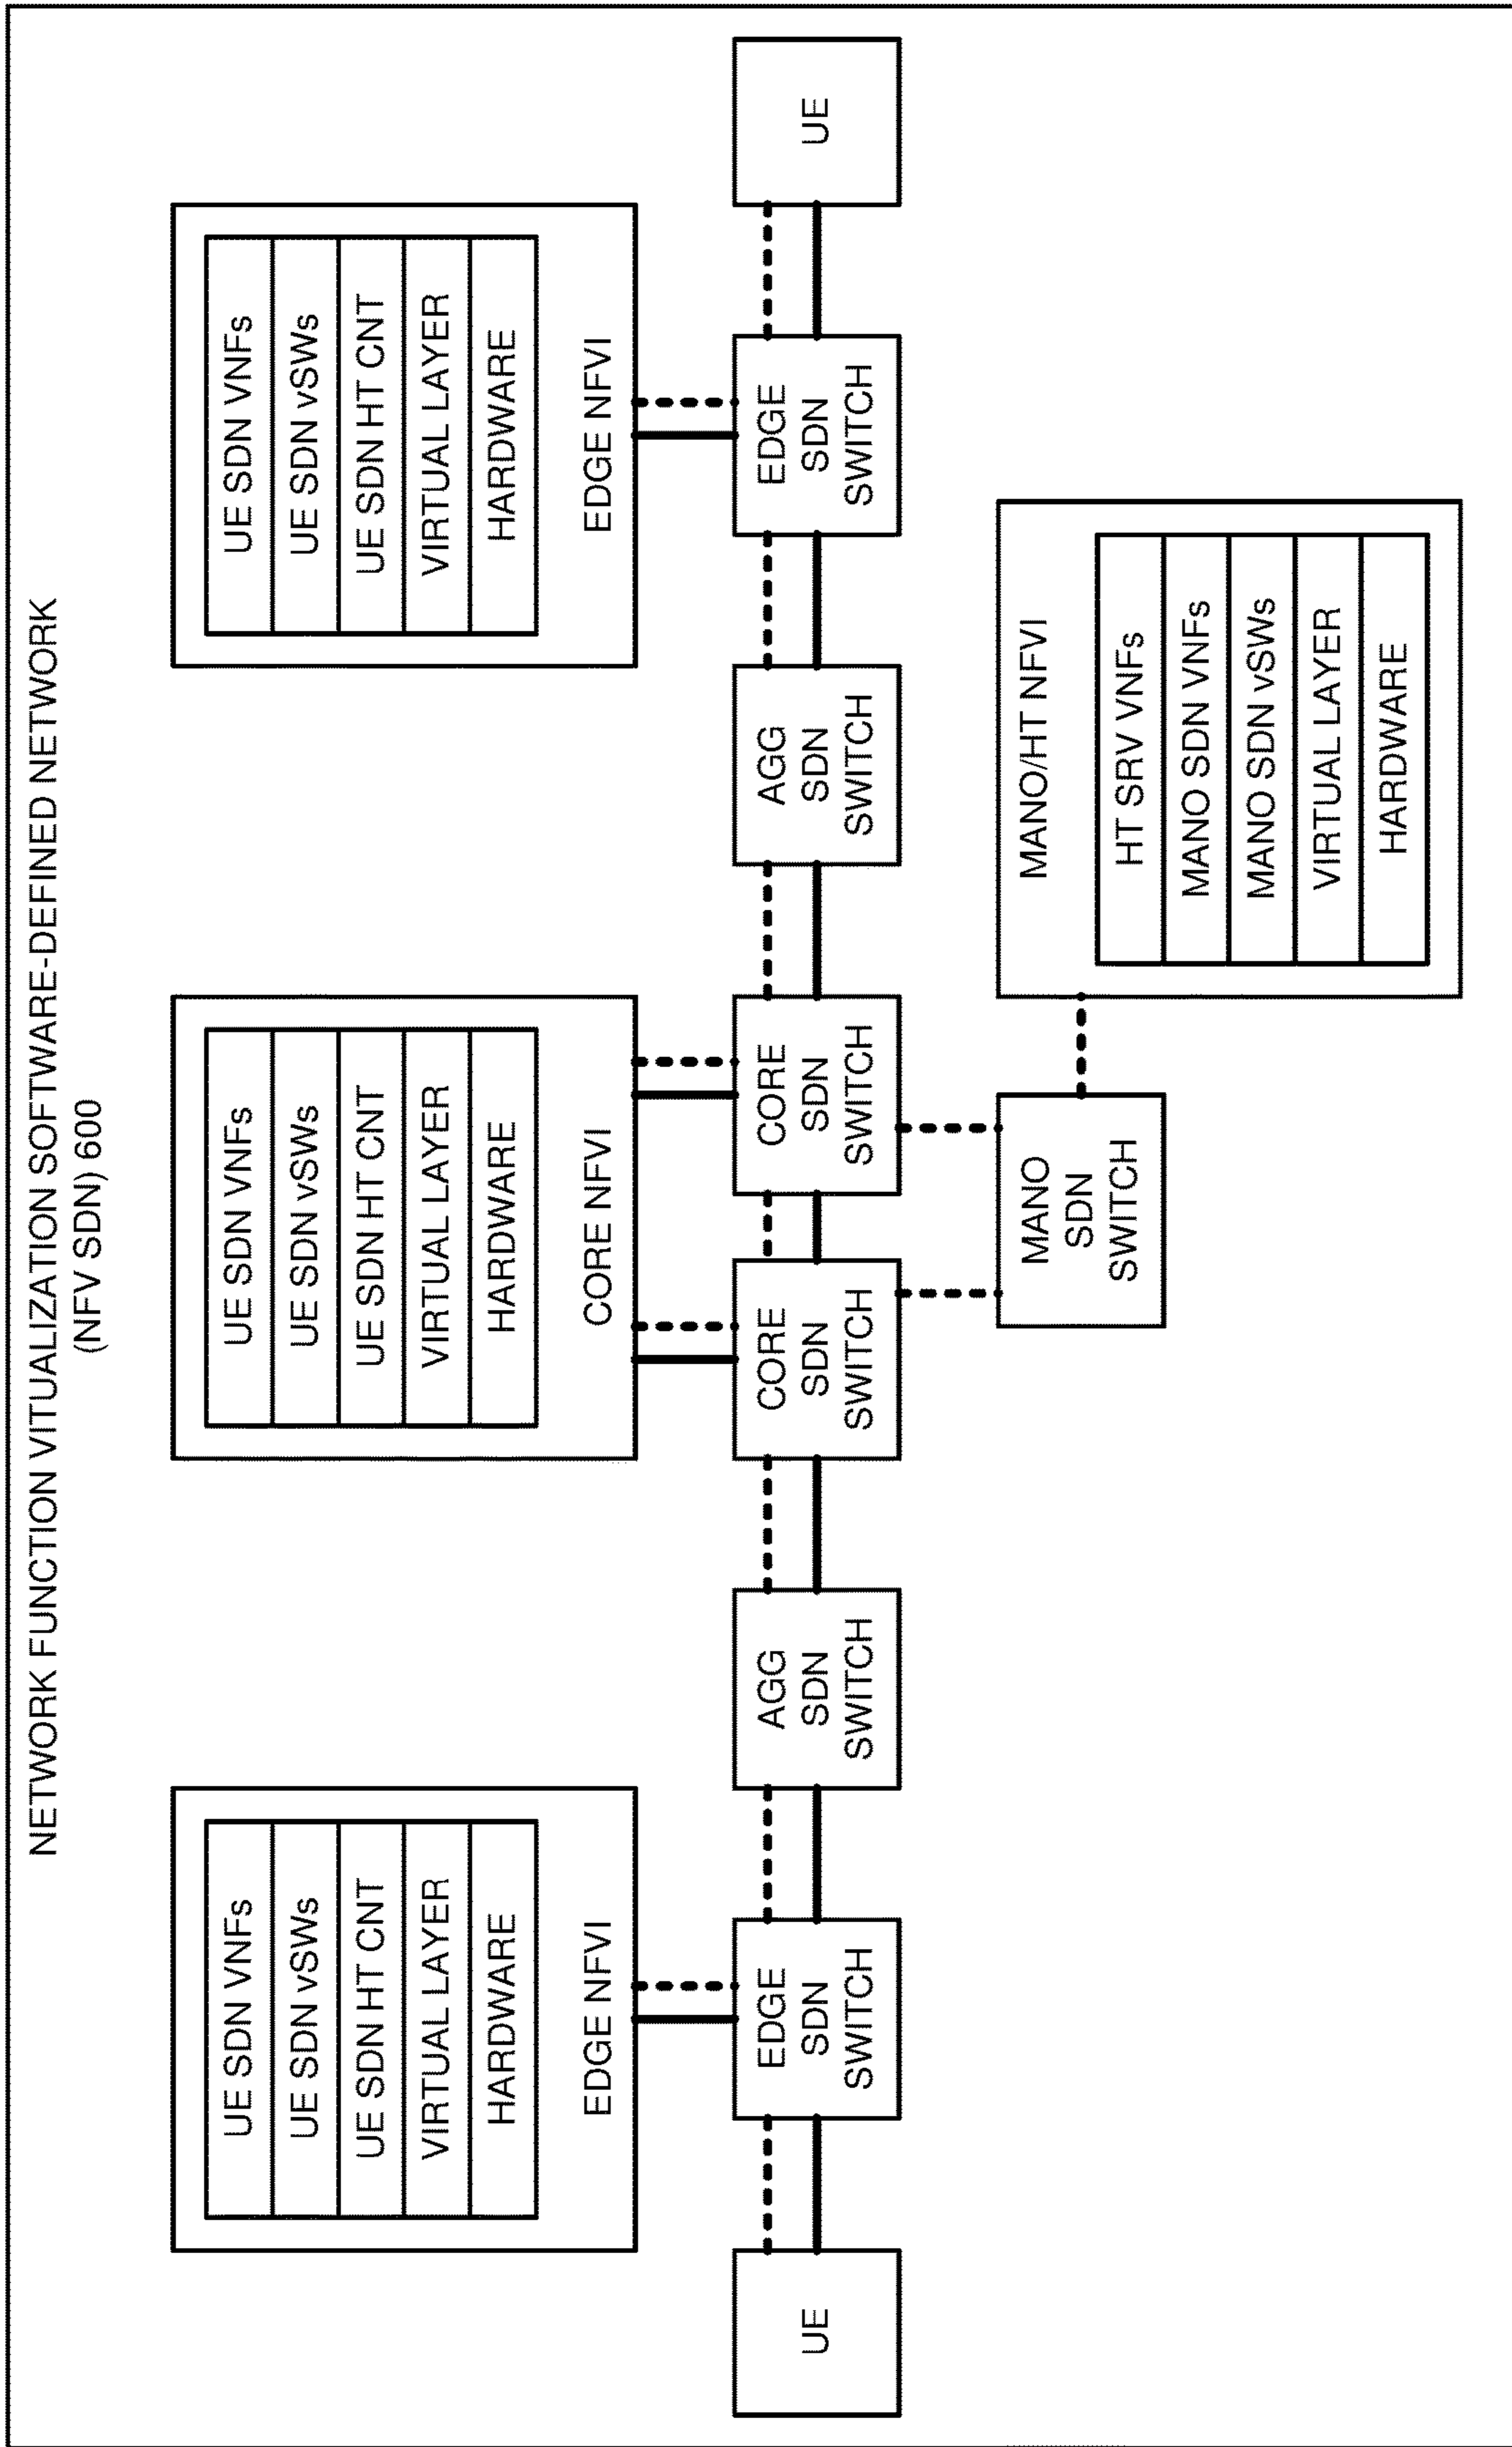 NETWORK FUNCTION VITUALIZATION SOFTWARE-DEFINED NETWORK
(NFV SDN) 600
UE SDN VNFs
UE SDN vSWs
UE SDN HT CNT
VIRTUAL LAYER
HARDWARE
EDGE NFVI
UE SDN VNFs
UE SDN vSWs
UE SDN HT CNT
VIRTUAL LAYER
HARDWARE
CORE NFVI
UE SDN VNFs
UE SDN vSWs
UE SDN HT CNT
VIRTUAL LAYER
HARDWARE
EDGE NFVI
UE
EDGE
SDN
SWITCH
AGG
SDN
SWITCH
CORE
SDN
SWITCH
CORE
SDN
SWITCH
AGG
SDN
SWITCH
EDGE
SDN
SWITCH
UE
MANO
SDN
SWITCH
MANO/HT NFVI
HT SRV VNFs
MANO SDN VNFs
MANO SDN vSWs
VIRTUAL LAYER
HARDWARE